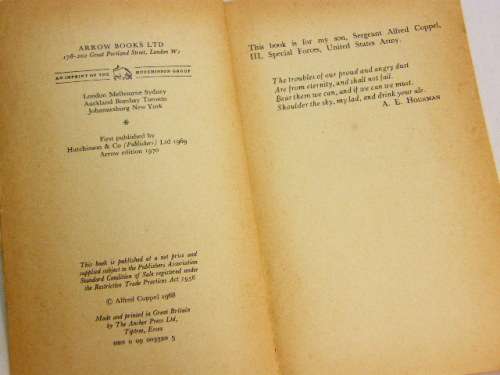 ARROW BOOKS LTD
178-202 Great Portland Street, London W1
AN IMPRINT OF THE HUTCHINSON GROUP
London Melbourne Sydney
Auckland Bombay Toronto
Johannesburg New York
*
First published by
Hutchinson & Co (Publishers) Ltd 1969
Arrow edition 1970
This book is published at a net price and
supplied subject to the Publishers Association
Standard Condition of Sale registered under
the Restrictive Trade Practices Act 1956
© Alfred Coppel 1968
Made and printed in Great Britain
by The Anchor Press Ltd,
Tiptree, Essex
SBN 09 003320 5
This book is for my son, Sergeant Alfred Coppel,
III, Special Forces, United States Army.
The troubles of our proud and angry dust
Are from eternity, and shall not fail.
Bear them we can, and if we can we must.
Shoulder the sky, my lad, and drink your ale.
A. E. HOUSMAN